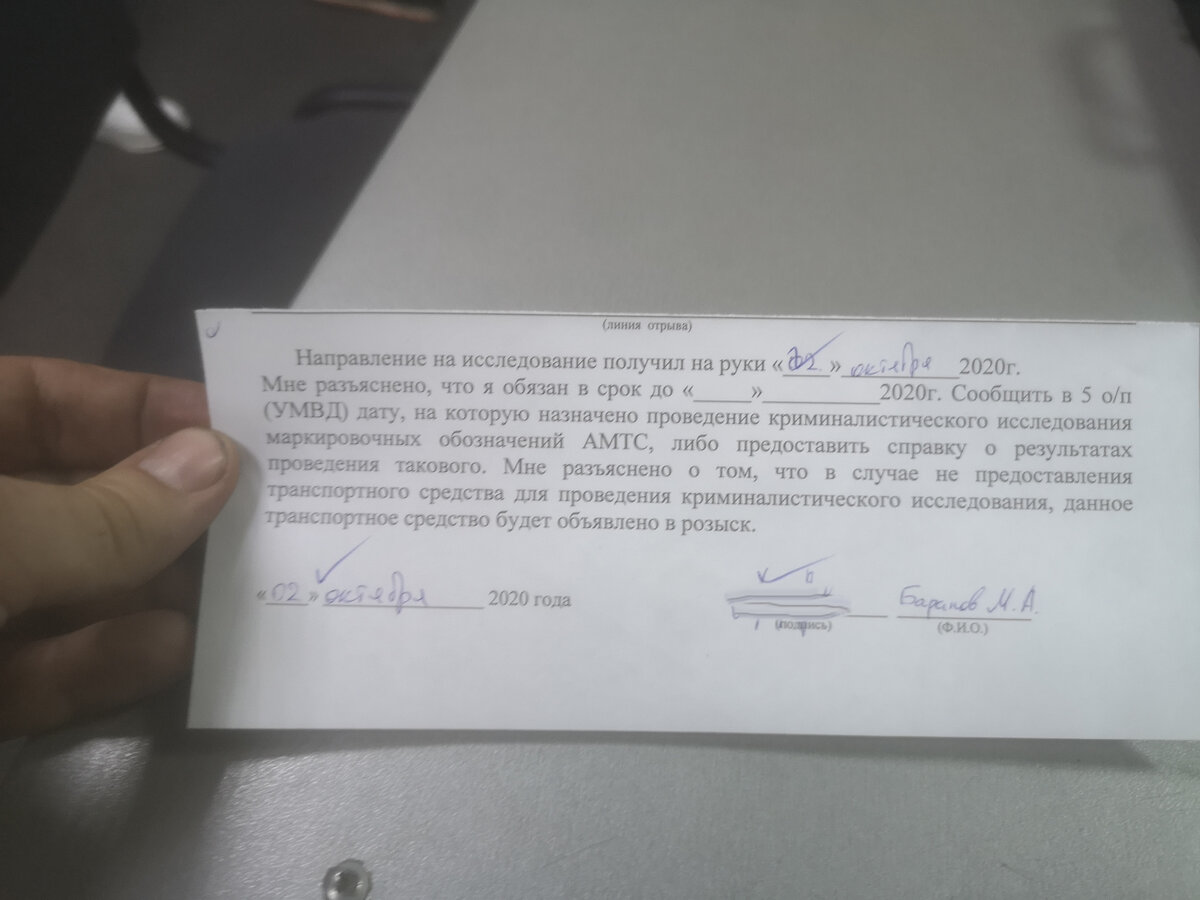 (линия отрыва)
Направление на исследование получил на руки «02» октября 2020г.
Мне разъяснено, что я обязан в срок до «_____»__________2020г. Сообщить в 5 о/п
(УМВД) дату, на которую назначено проведение криминалистического исследования
маркировочных обозначений АМТС, либо предоставить справку о результатах
проведения такового. Мне разъяснено о том, что в случае не предоставления
транспортного средства для проведения криминалистического исследования, данное
транспортное средство будет объявлено в розыск.
«02» октября 2020 года Баранов М.А.
(подпись) (Ф.И.О.)